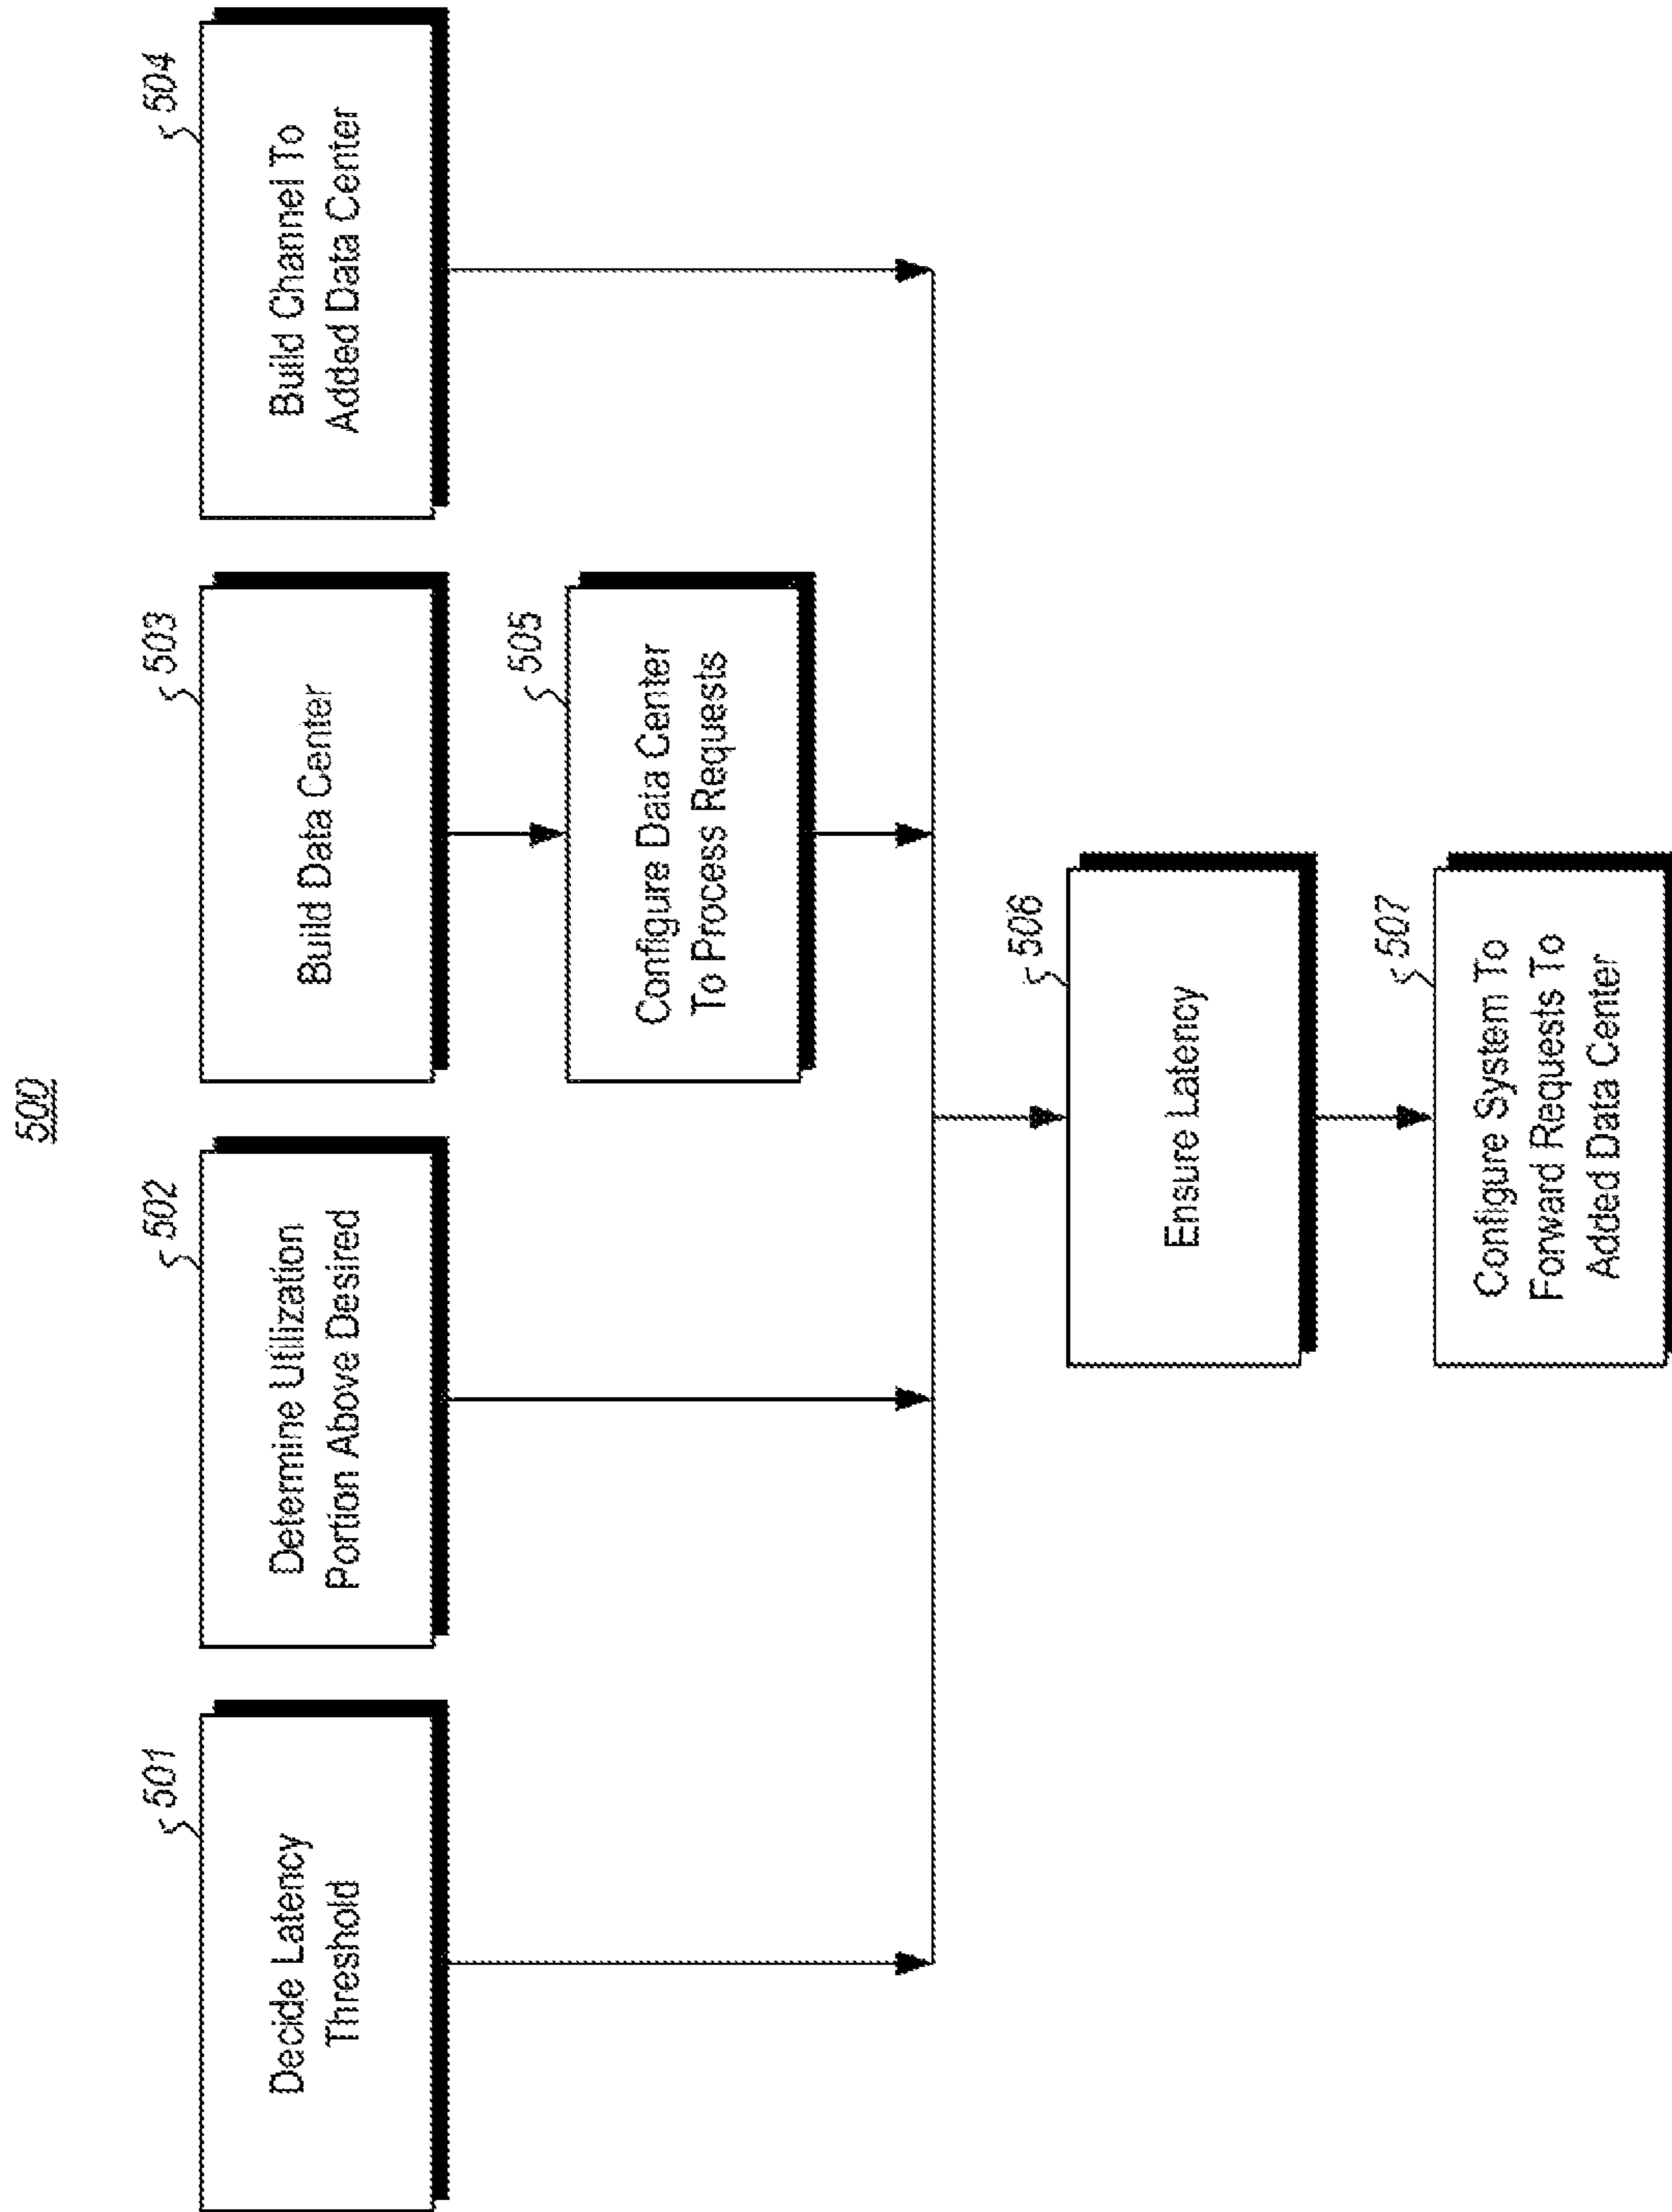 500
501
Decide Latency
Threshold
502
Determine Utilization
Portion Above Desired
503
Build Data Center
504
Build Channel To
Added Data Center
505
Configure Data Center
To Process Requests
506
Ensure Latency
507
Configure System To
Forward Requests To
Added Data Center